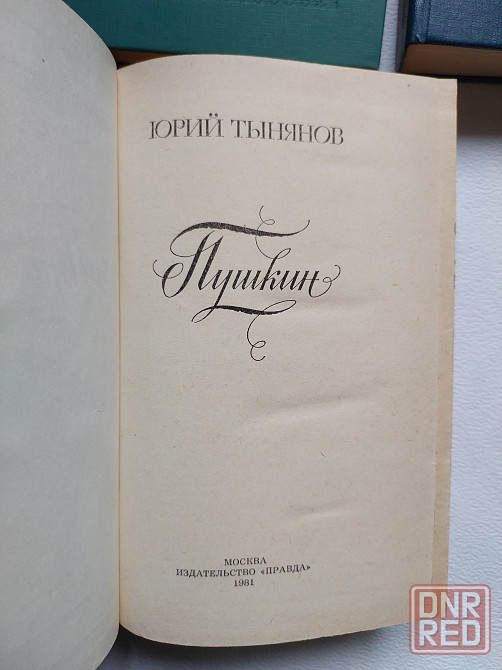 ЮРИЙ ТЫНЯНОВ
Пушкин
МОСКВА
ИЗДАТЕЛЬСТВО «ПРАВДА»
1981
DNR
RED